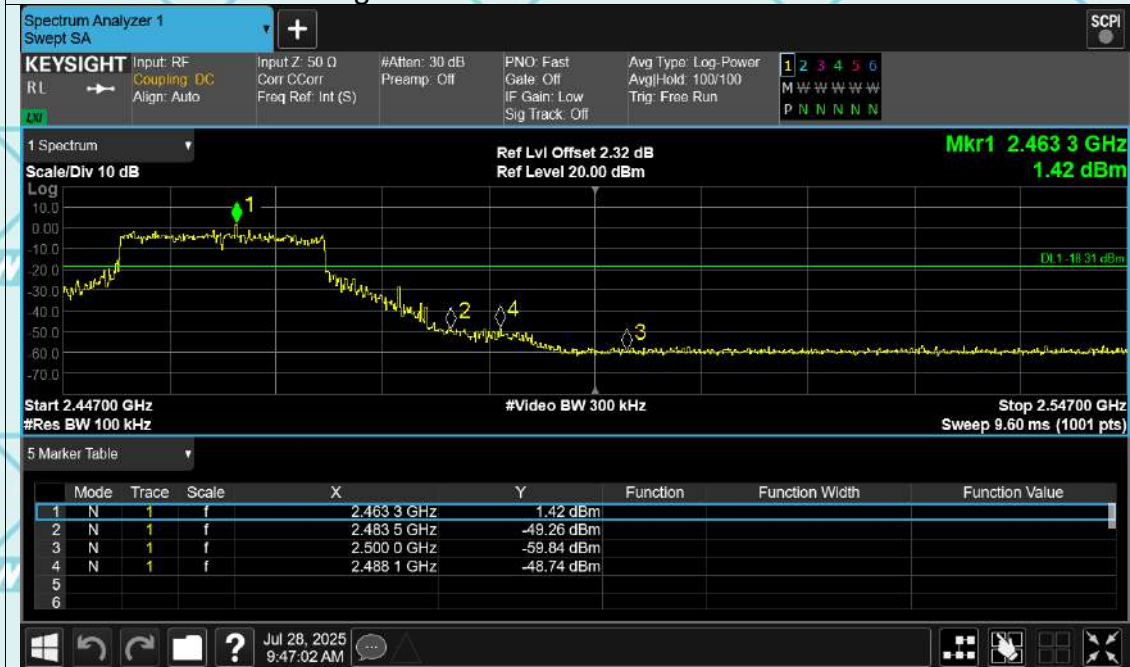 Spectrum Analyzer 1
Swept SA
+
SCPI
KEYSIGHT
RL
LXI
Input: RF
Coupling: DC
Align: Auto
Input Z: 50 Ω
Corr CCorr
Freq Ref: Int (S)
#Atten: 30 dB
Preamp: Off
PNO: Fast
Gate: Off
IF Gain: Low
Sig Track: Off
Avg Type: Log-Power
Avg|Hold: 100/100
Trig: Free Run
1 2 3 4 5 6
M W W W W W
P N N N N N
1 Spectrum
Scale/Div 10 dB
Ref Lvl Offset 2.32 dB
Ref Level 20.00 dBm
Mkr1 2.463 3 GHz
1.42 dBm
Log
10.0
0.00
-10.0
-20.0
-30.0
-40.0
-50.0
-60.0
-70.0
1
2
4
3
DL1 -18.31 dBm
Start 2.44700 GHz
#Res BW 100 kHz
#Video BW 300 kHz
Stop 2.54700 GHz
Sweep 9.60 ms (1001 pts)
5 Marker Table
Mode Trace Scale X Y Function Function Width Function Value
1 N 1 f 2.463 3 GHz 1.42 dBm
2 N 1 f 2.483 5 GHz -49.26 dBm
3 N 1 f 2.500 0 GHz -59.84 dBm
4 N 1 f 2.488 1 GHz -48.74 dBm
5
6
?
Jul 28, 2025
9:47:02 AM